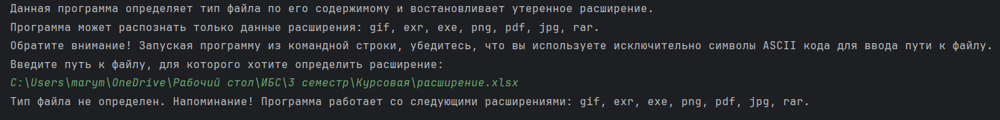 Данная программа определяет тип файла по его содержимому и востановливает утеренное расширение.
Программа может распознать только данные расширения: gif, exr, exe, png, pdf, jpg, rar.
Обратите внимание! Запуская программу из командной строки, убедитесь, что вы используете исключительно символы ASCII кода для ввода пути к файлу.
Введите путь к файлу, для которого хотите определить расширение:
C:\Users\marym\OneDrive\Рабочий стол\ИБС\3 семестр\Курсовая\расширение.xlsx
Тип файла не определен. Напоминание! Программа работает со следующими расширениями: gif, exr, exe, png, pdf, jpg, rar.